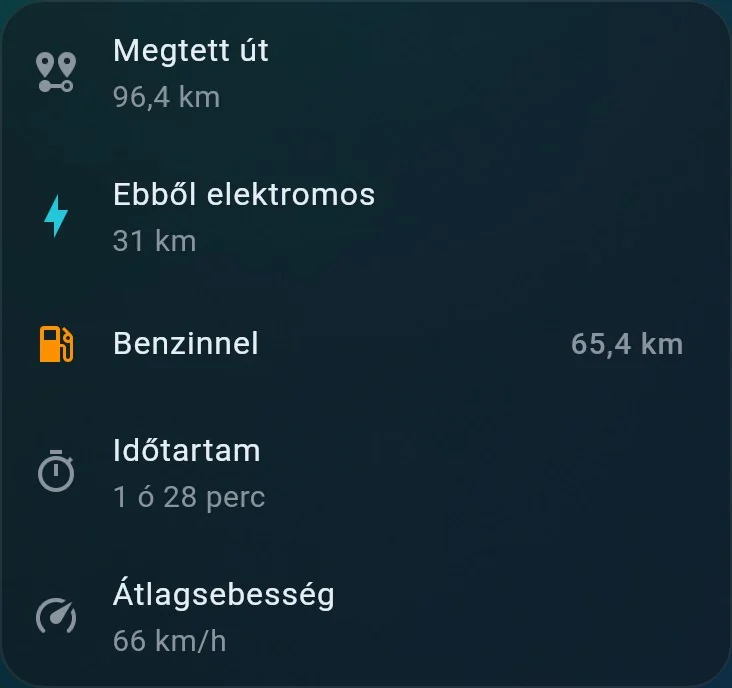 Megtett út
96,4 km
Ebből elektromos
31 km
Benzinnel 65,4 km
Időtartam
1 ó 28 perc
Átlagsebesség
66 km/h